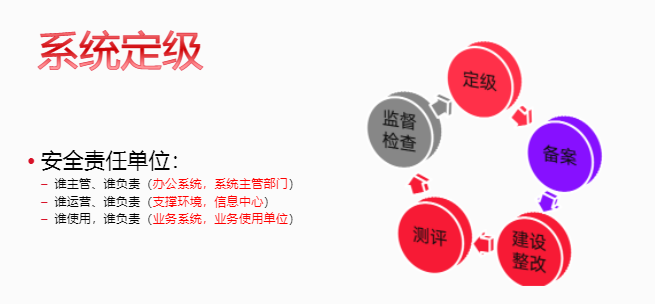 系统定级
• 安全责任单位：
– 谁主管、谁负责（办公系统，系统主管部门）
– 谁运营、谁负责（支撑环境，信息中心）
– 谁使用，谁负责（业务系统，业务使用单位）
定级
备案
建设
整改
测评
监督
检查